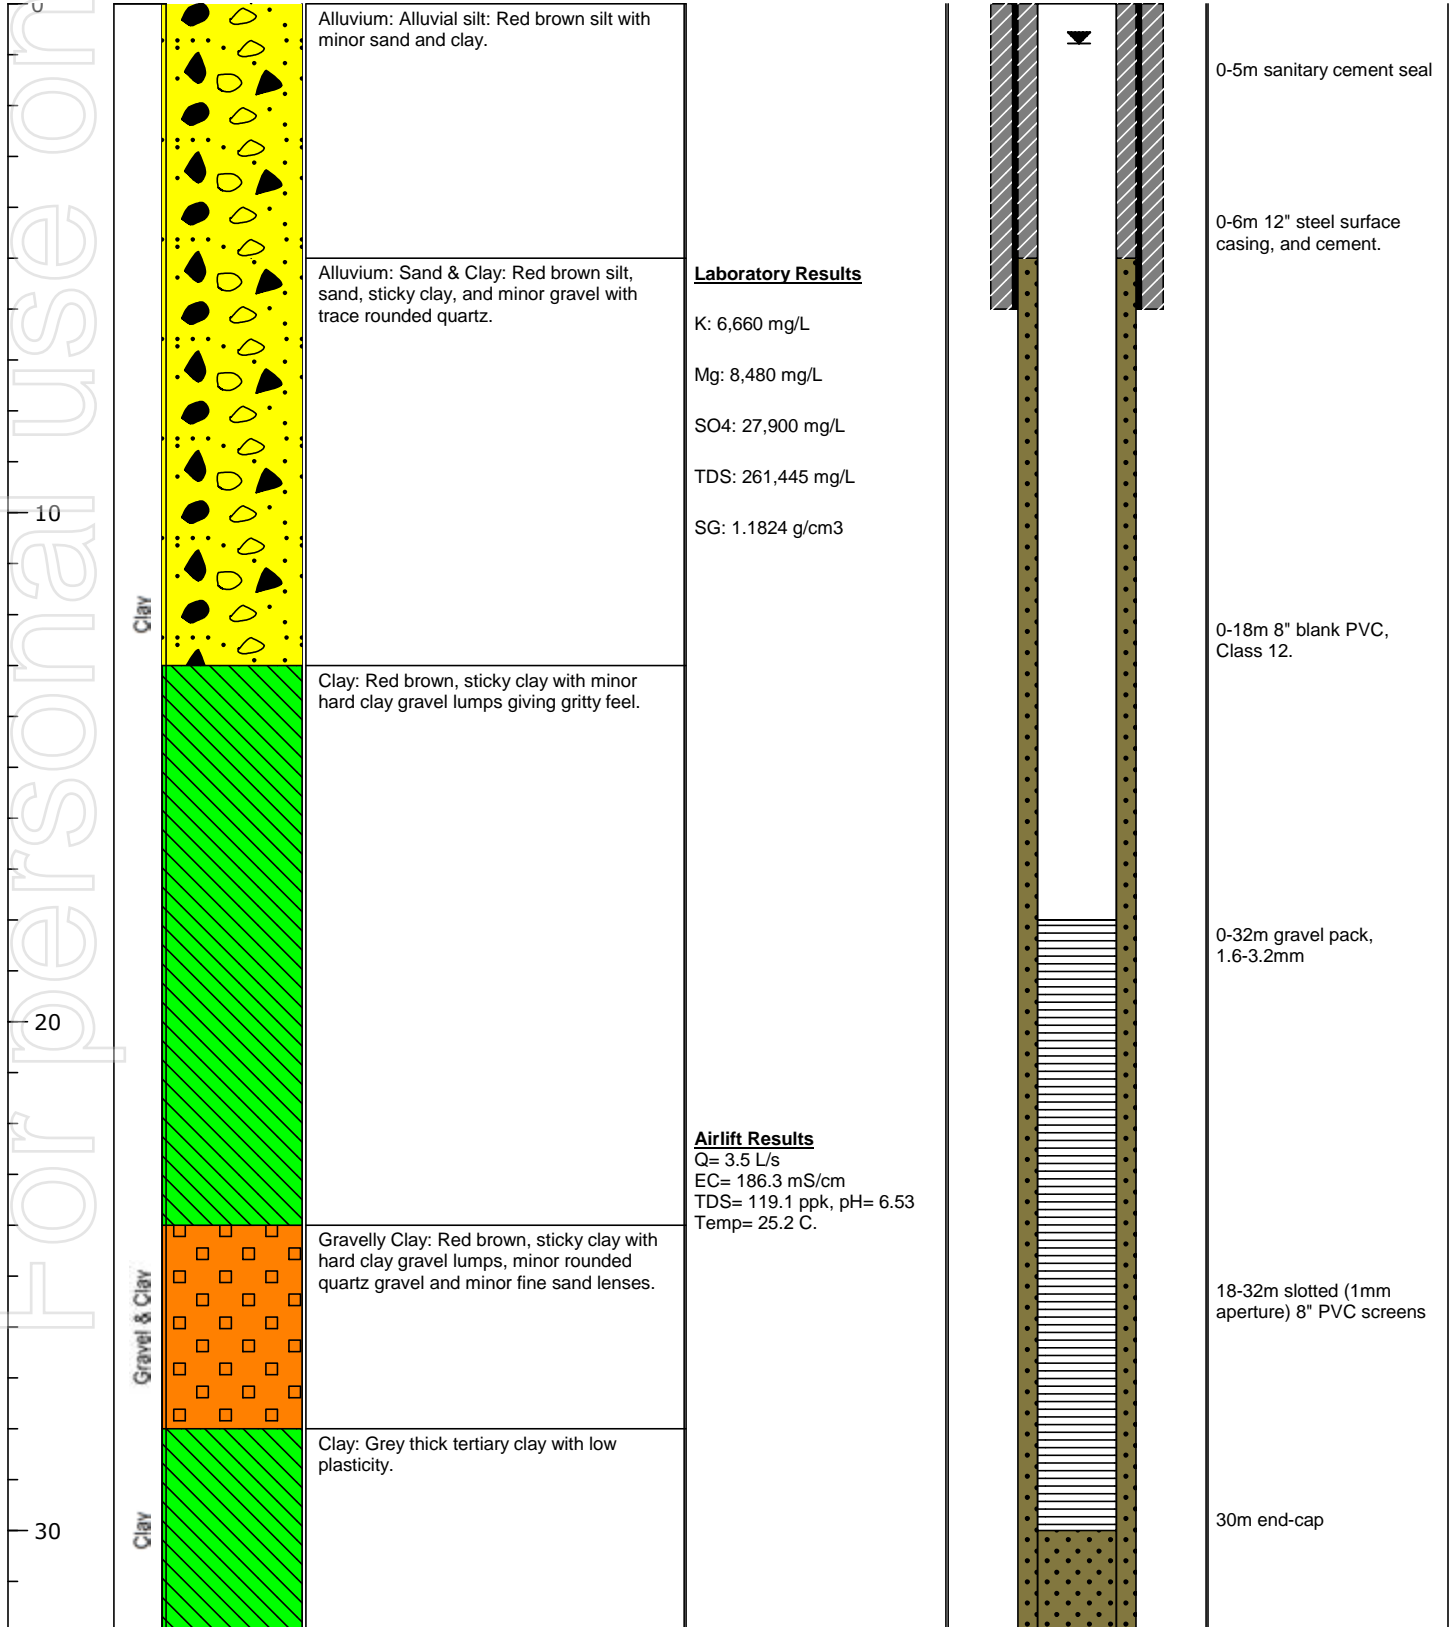 0
Alluvium: Alluvial silt: Red brown silt with
minor sand and clay.
0-5m sanitary cement seal
0-6m 12" steel surface
casing, and cement.
Alluvium: Sand & Clay: Red brown silt,
sand, sticky clay, and minor gravel with
trace rounded quartz.
Laboratory Results
K: 6,660 mg/L
Mg: 8,480 mg/L
SO4: 27,900 mg/L
TDS: 261,445 mg/L
SG: 1.1824 g/cm3
10
Clay
0-18m 8" blank PVC,
Class 12.
Clay: Red brown, sticky clay with minor
hard clay gravel lumps giving gritty feel.
0-32m gravel pack,
1.6-3.2mm
20
Airlift Results
Q= 3.5 L/s
EC= 186.3 mS/cm
TDS= 119.1 ppk, pH= 6.53
Temp= 25.2 C.
Gravelly Clay: Red brown, sticky clay with
hard clay gravel lumps, minor rounded
quartz gravel and minor fine sand lenses.
Gravel & Clay
18-32m slotted (1mm
aperture) 8" PVC screens
Clay: Grey thick tertiary clay with low
plasticity.
30
Clay
30m end-cap
For personal use on